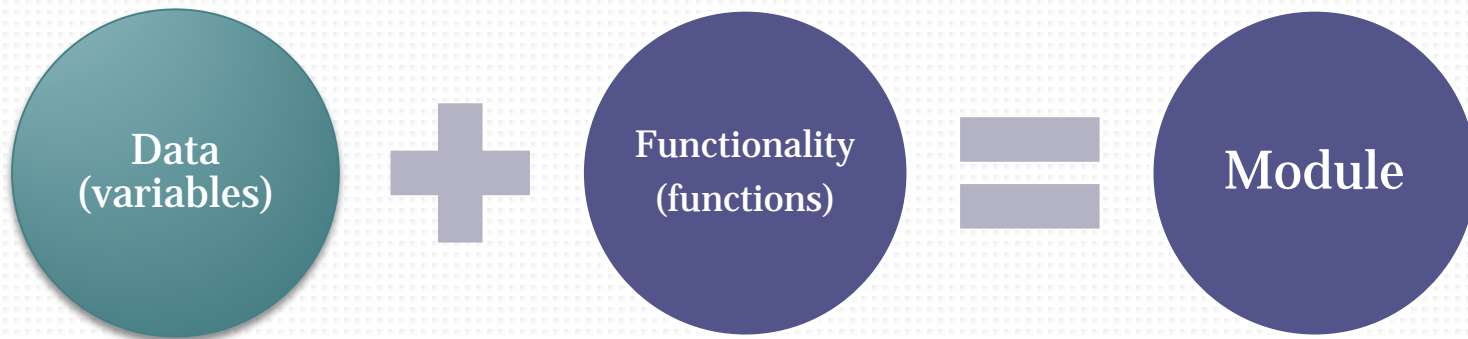 Data
(variables)
Functionality
(functions)
Module